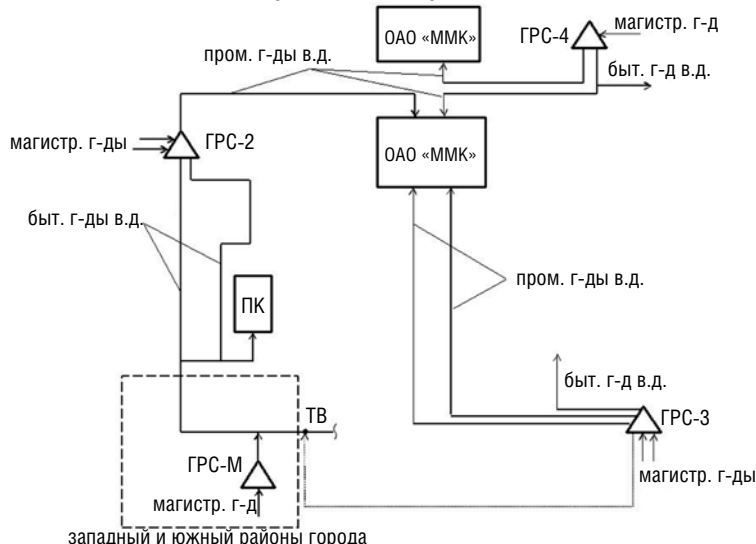 магистр. г-д
ОАО «ММК»
ГРС-4
пром. г-ды в.д.
быт. г-д в.д.
магистр. г-ды
ГРС-2
ОАО «ММК»
быт. г-ды в.д.
пром. г-ды в.д.
ПК
быт. г-д в.д.
ТВ
ГРС-3
ГРС-М
магистр. г-ды
магистр. г-д
западный и южный районы города